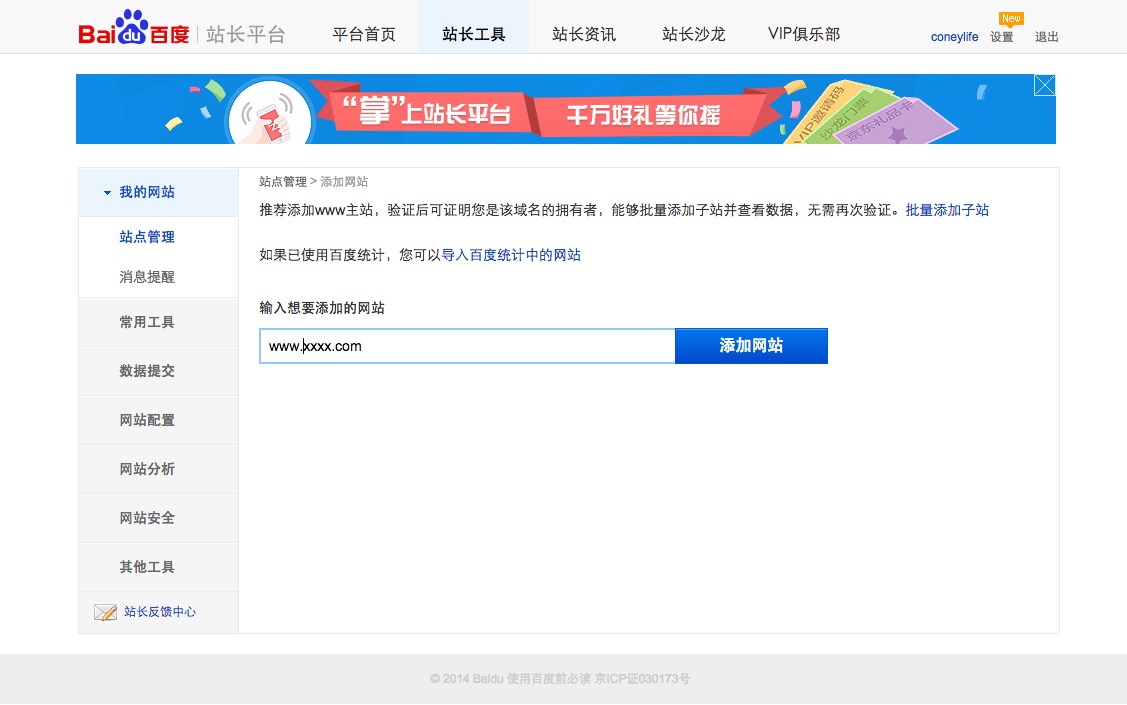 Bai du 百度 站长平台
平台首页 站长工具 站长资讯 站长沙龙 VIP俱乐部
New
coneylife 设置 退出
“掌”上站长平台 千万好礼等你摇
VIP邀请码
沙龙门票
京东礼品卡
我的网站
站点管理
消息提醒
常用工具
数据提交
网站配置
网站分析
网站安全
其他工具
站长反馈中心
站点管理 > 添加网站
推荐添加www主站，验证后可证明您是该域名的拥有者，能够批量添加子站并查看数据，无需再次验证。批量添加子站
如果已使用百度统计，您可以导入百度统计中的网站
输入想要添加的网站
www.xxxx.com 添加网站
© 2014 Baidu 使用百度前必读 京ICP证030173号